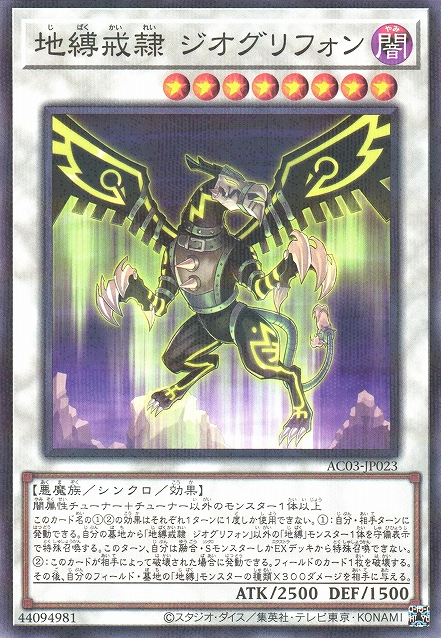 地縛戒隷 ジオグリフォン
闇
AC03-JP023
【悪魔族／シンクロ／効果】
闇属性チューナー＋チューナー以外のモンスター1体以上
このカード名の①②の効果はそれぞれ1ターンに1度しか使用できない。①：自分・相手ターンに
発動できる。自分の墓地から「地縛戒隷 ジオグリフォン」以外の「地縛」モンスター1体を守備表示
で特殊召喚する。このターン、自分は融合・SモンスターしかEXデッキから特殊召喚できない。
②：このカードが相手によって破壊された場合に発動できる。フィールドのカード1枚を破壊する。
その後、自分のフィールド・墓地の「地縛」モンスターの種類×300ダメージを相手に与える。
ATK/2500 DEF/1500
44094981 ©スタジオ・ダイス／集英社・テレビ東京・KONAMI